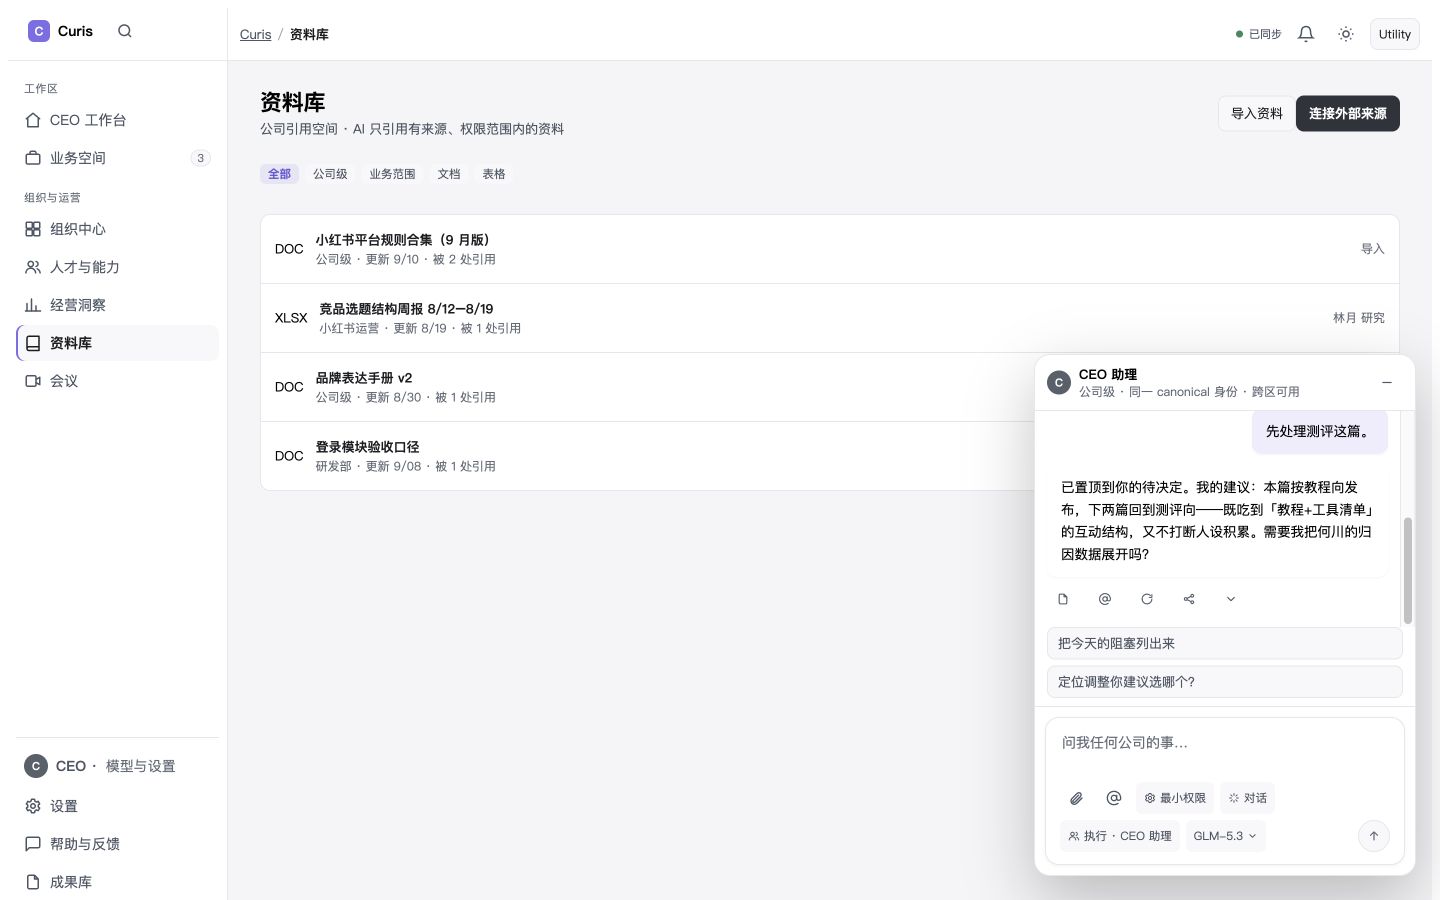 C Curis
工作区
CEO 工作台
业务空间 3
组织与运营
组织中心
人才与能力
经营洞察
资料库
会议
C CEO · 模型与设置
设置
帮助与反馈
成果库
Curis / 资料库
已同步
Utility
资料库
公司引用空间 · AI 只引用有来源、权限范围内的资料
导入资料
连接外部来源
全部 公司级 业务范围 文档 表格
DOC
小红书平台规则合集（9 月版）
公司级 · 更新 9/10 · 被 2 处引用
导入
XLSX
竞品选题结构周报 8/12—8/19
小红书运营 · 更新 8/19 · 被 1 处引用
林月 研究
DOC
品牌表达手册 v2
公司级 · 更新 8/30 · 被 1 处引用
DOC
登录模块验收口径
研发部 · 更新 9/08 · 被 1 处引用
C
CEO 助理
公司级 · 同一 canonical 身份 · 跨区可用
先处理测评这篇。
已置顶到你的待决定。我的建议：本篇按教程向发
布，下两篇回到测评向——既吃到「教程+工具清单」
的互动结构，又不打断人设积累。需要我把何川的归
因数据展开吗？
把今天的阻塞列出来
定位调整你建议选哪个？
问我任何公司的事…
最小权限
对话
执行 · CEO 助理
GLM-5.3